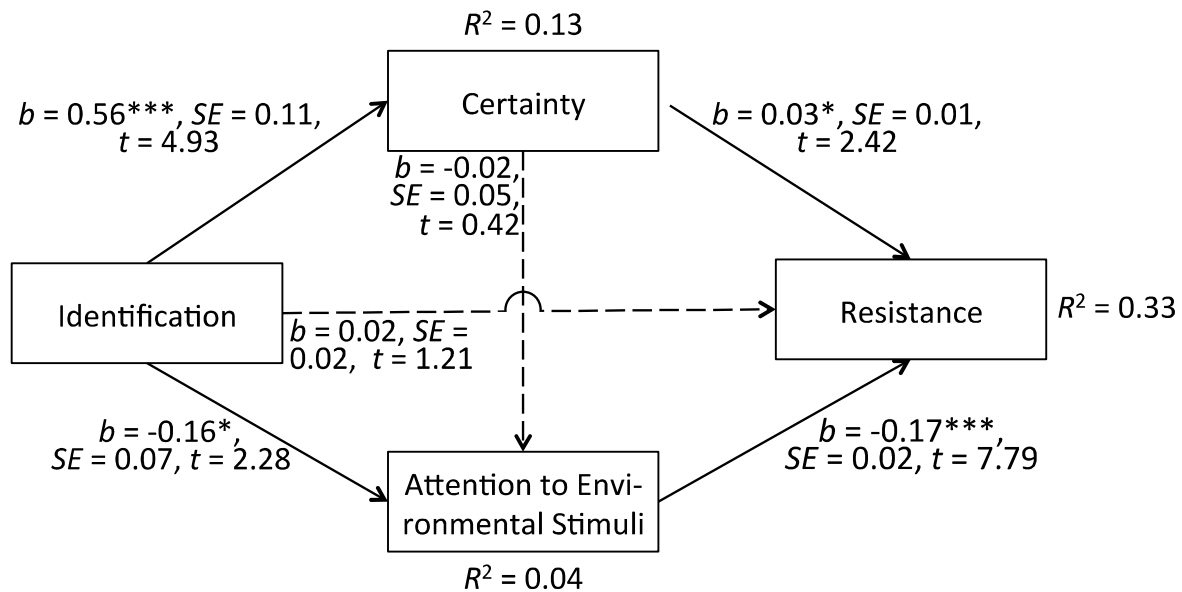 R² = 0.13
Certainty
b = 0.56***, SE = 0.11,
t = 4.93
b = 0.03*, SE = 0.01,
t = 2.42
b = -0.02,
SE = 0.05,
t = 0.42
Identification
b = 0.02, SE =
0.02, t = 1.21
Resistance
R² = 0.33
b = -0.16*,
SE = 0.07, t = 2.28
b = -0.17***,
SE = 0.02, t = 7.79
Attention to Envi-
ronmental Stimuli
R² = 0.04